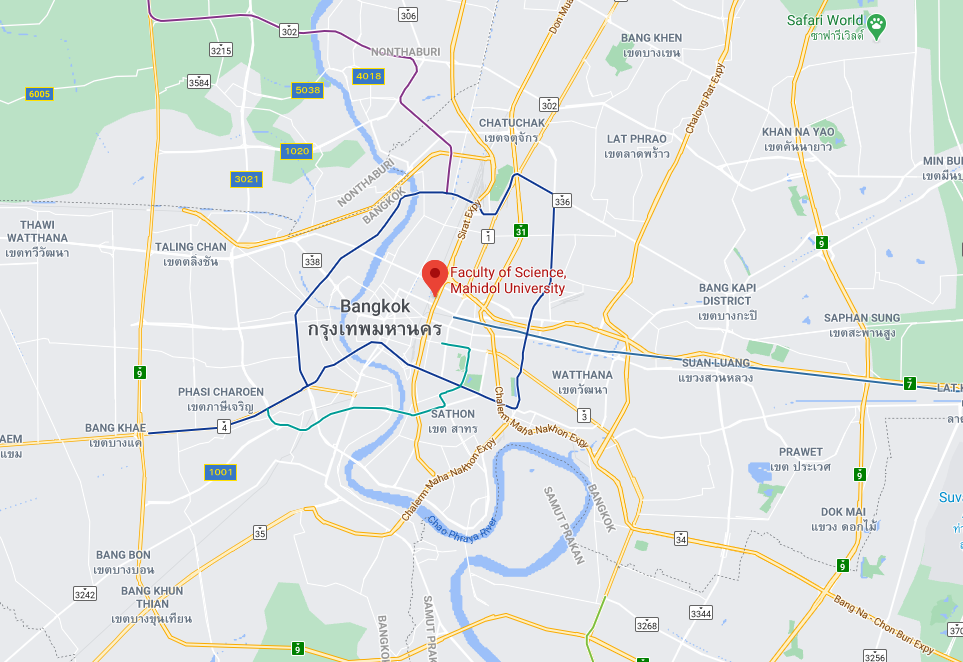 306
Don Mua
Safari World
ซาฟารีเวิลด์
302
BANG KHEN
เขตบางเขน
3215
NONTHABURI
4018
3584
5038
6005
Chalong Rat Expy
302
CHATUCHAK
เขตจตุจักร
LAT PHRAO
เขตลาดพร้าว
KHAN NA YAO
เขตคันนายาว
1020
MIN BU
เขตมีนบุ
3021
NONTHABURI
BANGKOK
336
Sirat Expy
THAWI
WATTHANA
เขตทวีวัฒนา
TALING CHAN
เขตตลิ่งชัน
1
31
9
338
Faculty of Science,
Mahidol University
BANG KAPI
DISTRICT
เขตบางกะปิ
Bangkok
กรุงเทพมหานคร
SAPHAN SUNG
เขตสะพานสูง
9
SUAN LUANG
แขวงสวนหลวง
WATTHANA
เขตวัฒนา
7
LAT K
ลา
PHASI CHAROEN
เขตภาษีเจริญ
SATHON
เขต สาทร
3
BANG KHAE
เขตบางแค
4
Chalerm Maha Nakhon Expy
AEM
แขม
1001
Chalerm Maha Nakhon Expy
PRAWET
เขต ประเวศ
9
Suva
ท่า
BANGKOK
SAMUT PRAKAN
DOK MAI
แขวง ดอกไม้
Chao Phraya River
35
34
BANG BON
เขตบางบอน
9
3242
BANG KHUN
THIAN
เขตบางขุนเทียน
BANGKOK
SAMUT PRAK
3344
3268
Bang Na - Chon Buri Expy
370
9
3256